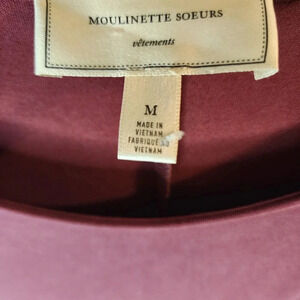 MOULINETTE SOEURS
vêtements
M
MADE IN
VIETNAM
FABRIQUÉ AU
VIETNAM